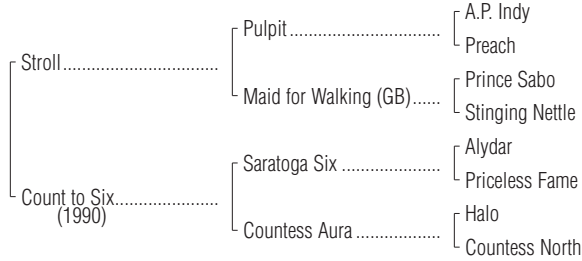 A.P. Indy
Pulpit
Preach
Stroll
Prince Sabo
Maid for Walking (GB)
Stinging Nettle
Alydar
Saratoga Six
Priceless Fame
Count to Six
(1990)
Halo
Countess Aura
Countess North